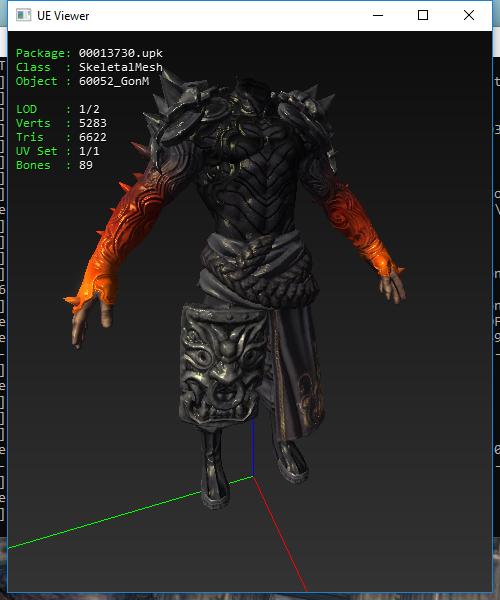 UE Viewer
Package: 00013730.upk
Class : SkeletalMesh
Object : 60052_GonM
LOD : 1/2
Verts : 5283
Tris : 6622
UV Set : 1/1
Bones : 89